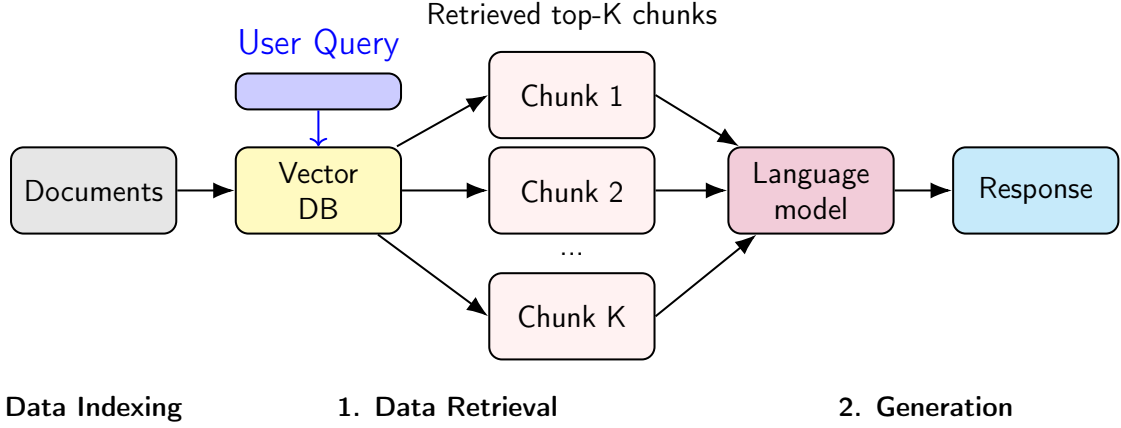 Retrieved top-K chunks
User Query
Chunk 1
Documents
Vector
DB
Chunk 2
Language
model
Response
...
Chunk K
Data Indexing
1. Data Retrieval
2. Generation